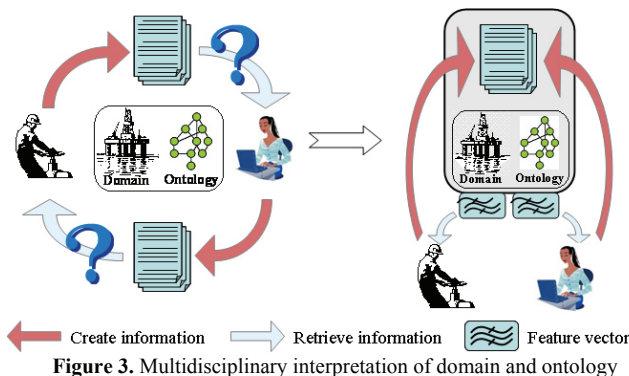 Domain Ontology
Domain Ontology
Create information Retrieve information Feature vector
Figure 3. Multidisciplinary interpretation of domain and ontology